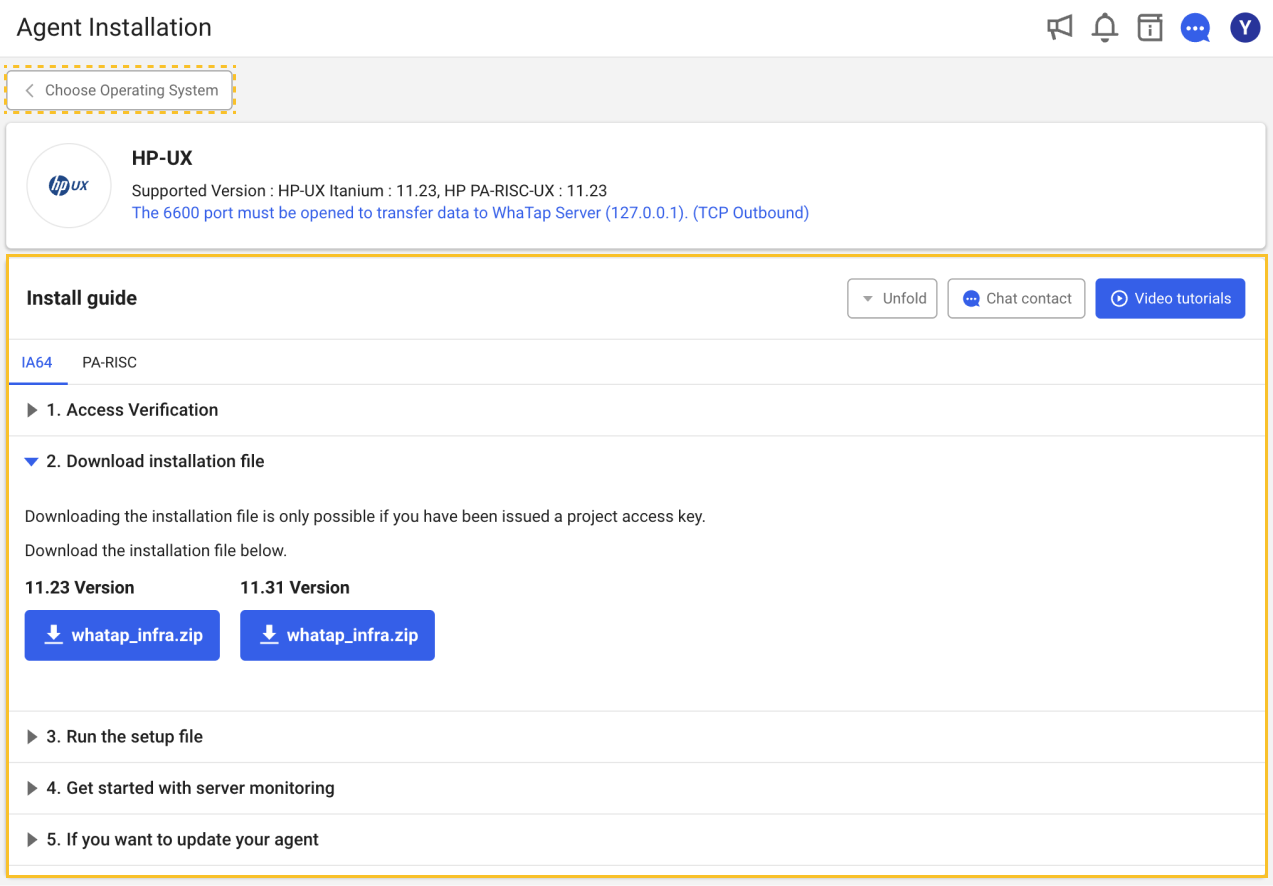 Agent Installation
Y
Choose Operating System
hp UX
HP-UX
Supported Version : HP-UX Itanium : 11.23, HP PA-RISC-UX : 11.23
The 6600 port must be opened to transfer data to WhaTap Server (127.0.0.1). (TCP Outbound)
Install guide
Unfold
Chat contact
Video tutorials
IA64
PA-RISC
1. Access Verification
2. Download installation file
Downloading the installation file is only possible if you have been issued a project access key.
Download the installation file below.
11.23 Version
11.31 Version
whatap_infra.zip
whatap_infra.zip
3. Run the setup file
4. Get started with server monitoring
5. If you want to update your agent